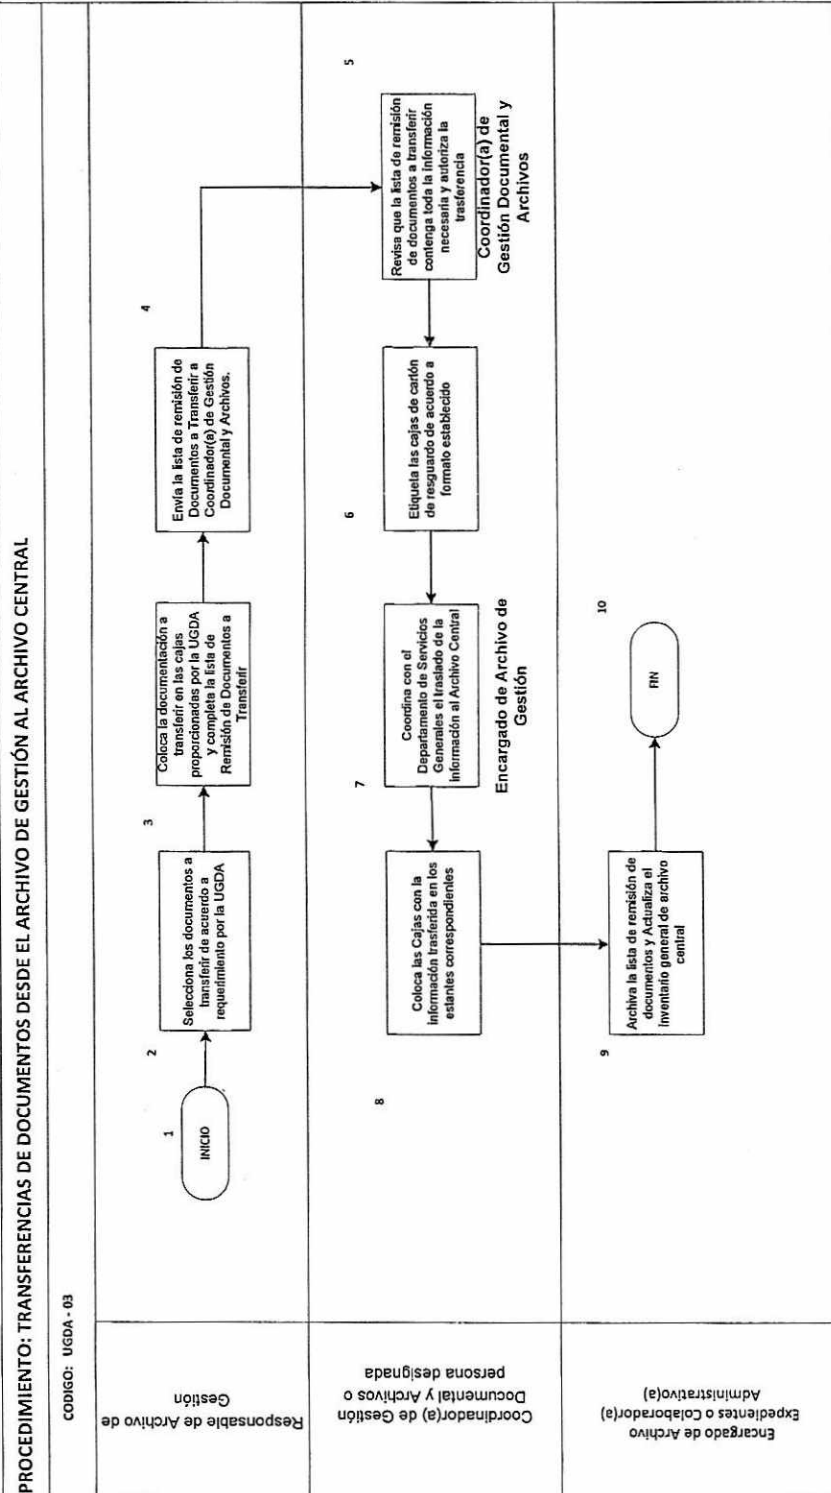 PROCEDIMIENTO: TRANSFERENCIAS DE DOCUMENTOS DESDE EL ARCHIVO DE GESTIÓN AL ARCHIVO CENTRAL
CODIGO: UGDA - 03
Responsable de Archivo de
Gestión
1
INICIO
2
Selecciona los documentos a
transferir de acuerdo a
requerimiento por la UGDA
3
Coloca la documentación a
transferir en las cajas
proporcionadas por la UGDA
y completa la lista de
Remisión de Documentos a
Transferir
4
Envía la lista de remisión de
Documentos a Transferir a
Coordinador(a) de Gestión
Documental y Archivos.
Coordinador(a) de Gestión
Documental y Archivos o
persona designada
5
Revisa que la lista de remisión
de documentos a transferir
contenga toda la información
necesaria y autoriza la
trasferencia
Coordinador(a) de
Gestión Documental y
Archivos
6
Etiqueta las cajas de cartón
de resguardo de acuerdo a
formato establecido
7
Coordina con el
Departamento de Servicios
Generales el traslado de la
Información al Archivo Central
Encargado de Archivo de
Gestión
8
Coloca las Cajas con la
información trasferida en los
estantes correspondientes
Encargado de Archivo
Expedientes o Colaborador(a)
Administrativo(a)
9
Archiva la lista de remisión de
documentos y Actualiza el
Inventario general de archivo
central
10
FIN